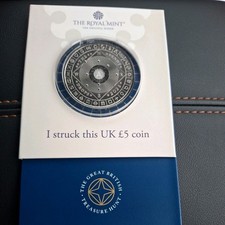 THE ROYAL MINT
I struck this UK £5 coin
THE GREAT BRITISH
TREASURE HUNT